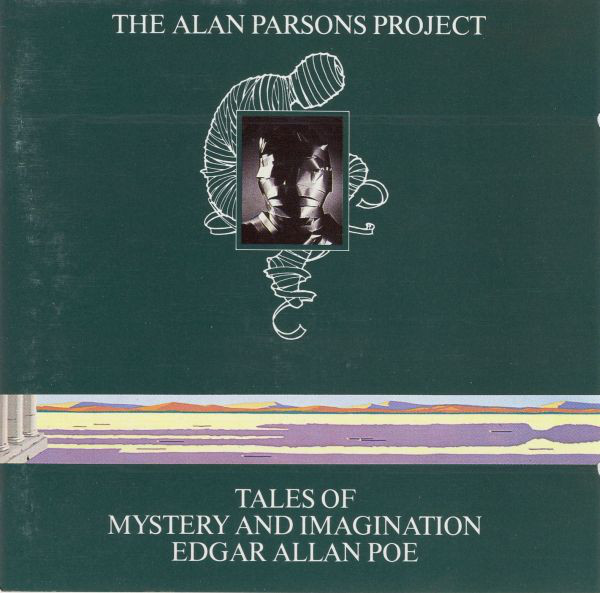 THE ALAN PARSONS PROJECT
TALES OF
MYSTERY AND IMAGINATION
EDGAR ALLAN POE